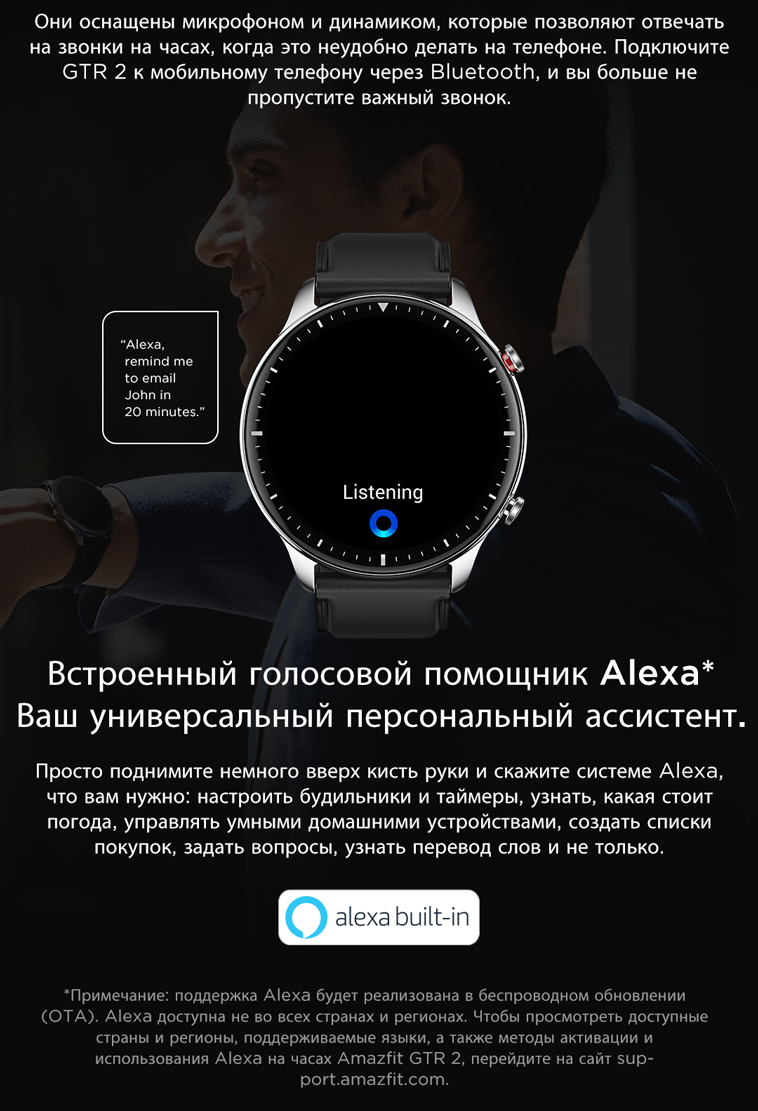 Они оснащены микрофоном и динамиком, которые позволяют отвечать
на звонки на часах, когда это неудобно делать на телефоне. Подключите
GTR 2 к мобильному телефону через Bluetooth, и вы больше не
пропустите важный звонок.
“Alexa,
remind me
to email
John in
20 minutes.”
Listening
Встроенный голосовой помощник Alexa*
Ваш универсальный персональный ассистент.
Просто поднимите немного вверх кисть руки и скажите системе Alexa,
что вам нужно: настроить будильники и таймеры, узнать, какая стоит
погода, управлять умными домашними устройствами, создать списки
покупок, задать вопросы, узнать перевод слов и не только.
alexa built-in
*Примечание: поддержка Alexa будет реализована в беспроводном обновлении
(OTA). Alexa доступна не во всех странах и регионах. Чтобы просмотреть доступные
страны и регионы, поддерживаемые языки, а также методы активации и
использования Alexa на часах Amazfit GTR 2, перейдите на сайт sup-
port.amazfit.com.